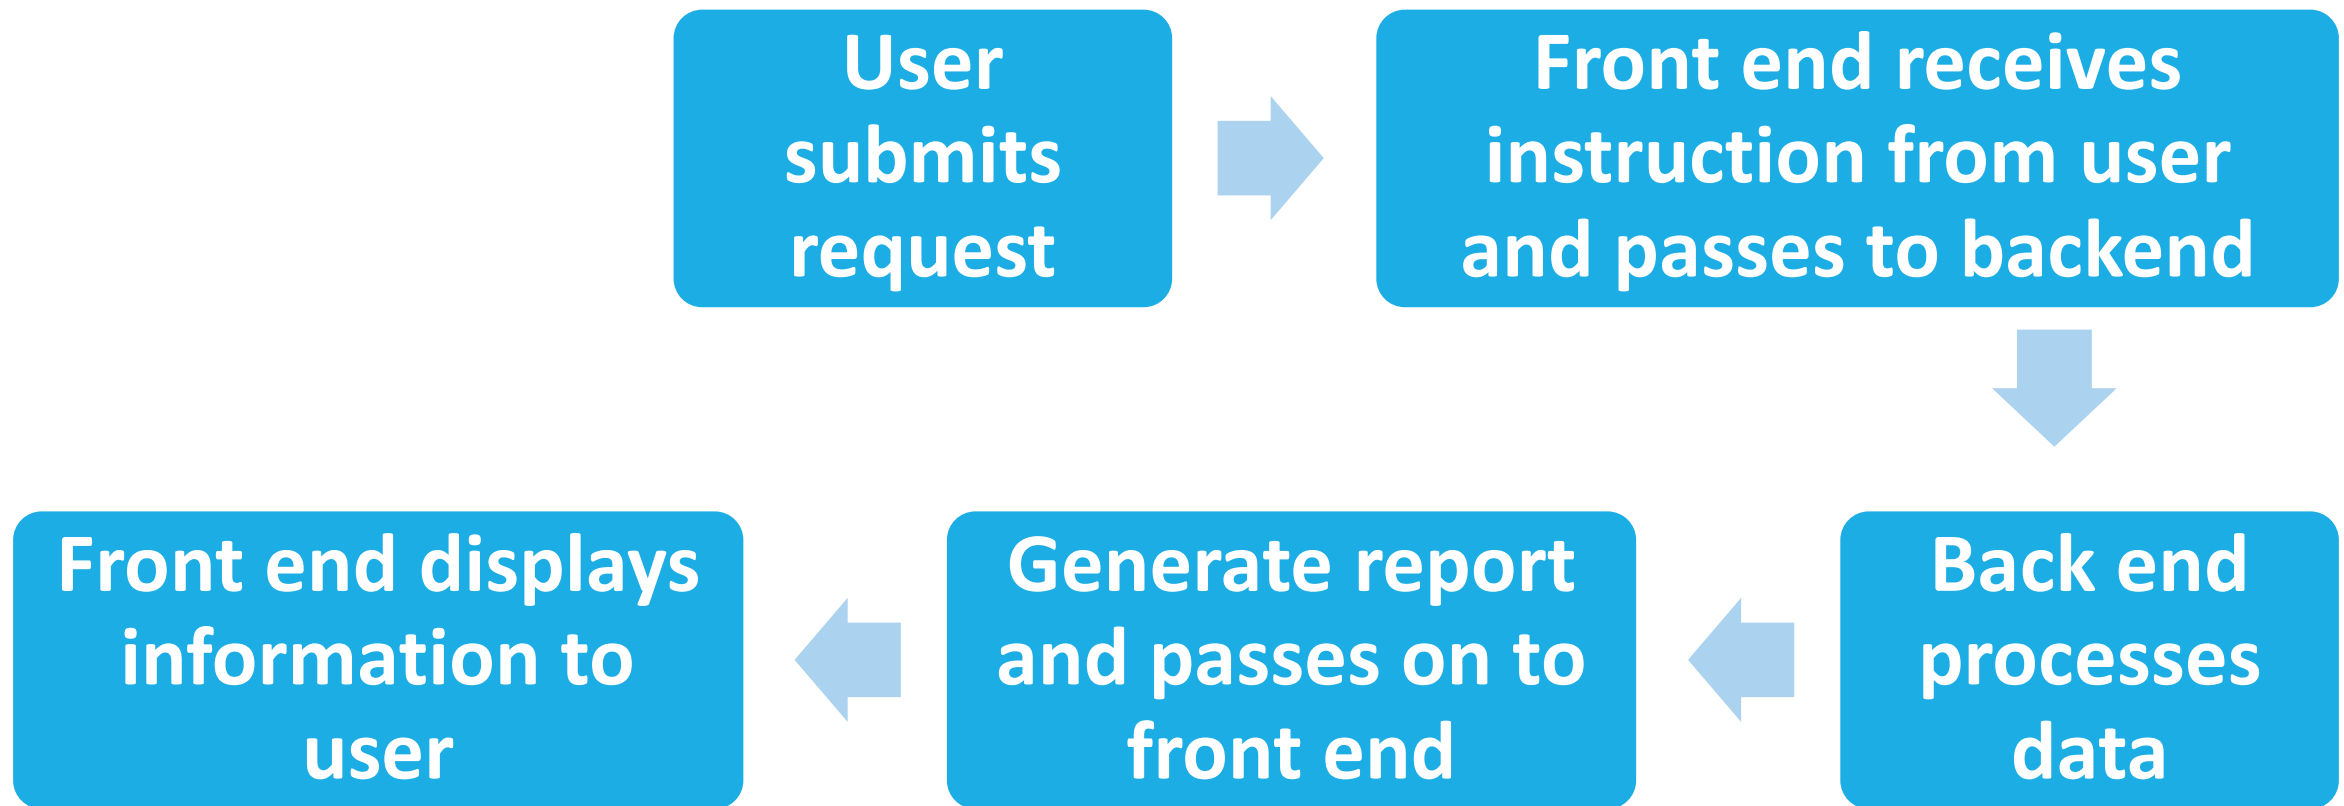 User
submits
request
Front end receives
instruction from user
and passes to backend
Back end
processes
data
Generate report
and passes on to
front end
Front end displays
information to
user